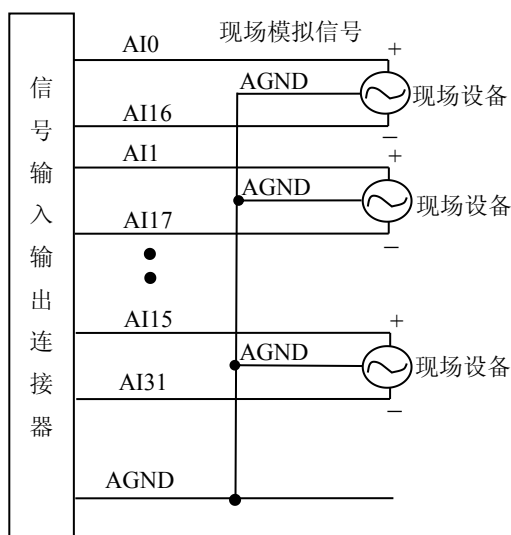 信号输入输出连接器
现场模拟信号
AI0
+
AGND
现场设备
AI16
−
AI1
+
AGND
现场设备
AI17
−
AI15
+
AGND
现场设备
AI31
−
AGND